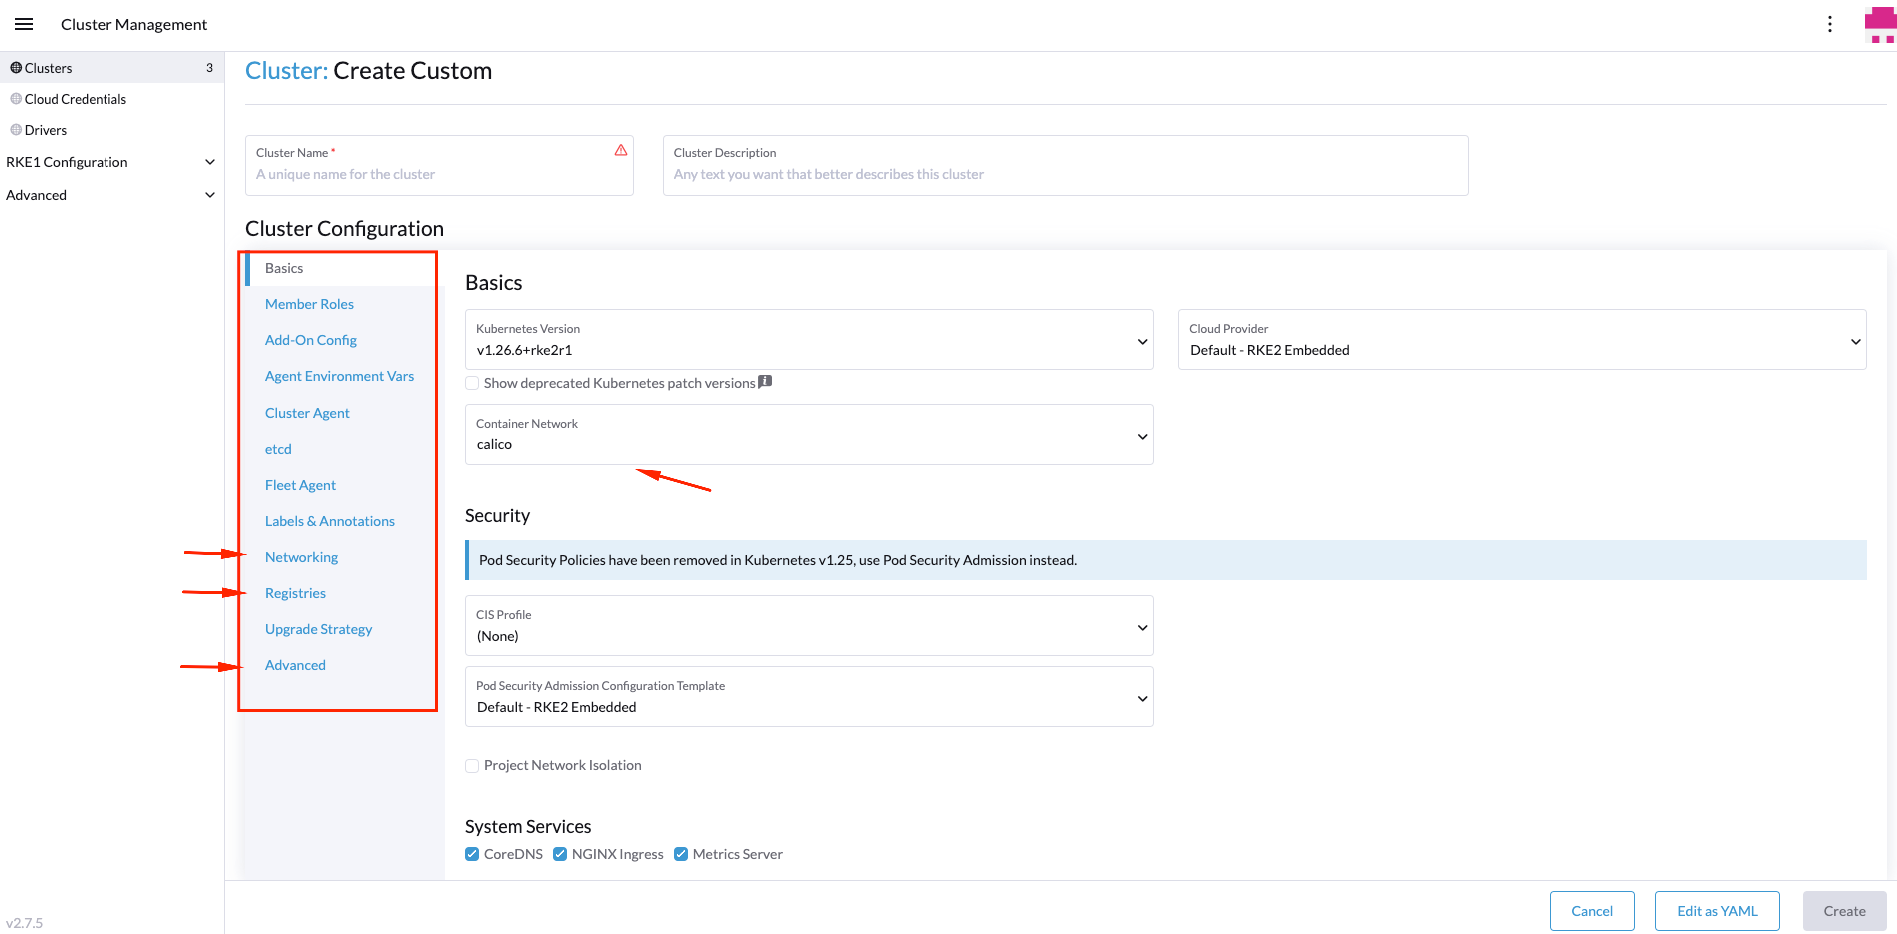 Cluster Management
Clusters 3
Cloud Credentials
Drivers
RKE1 Configuration
Advanced
v2.7.5
Cluster: Create Custom
Cluster Name *
A unique name for the cluster
Cluster Description
Any text you want that better describes this cluster
Cluster Configuration
Basics
Member Roles
Add-On Config
Agent Environment Vars
Cluster Agent
etcd
Fleet Agent
Labels & Annotations
Networking
Registries
Upgrade Strategy
Advanced
Basics
Kubernetes Version
v1.26.6+rke2r1
Cloud Provider
Default - RKE2 Embedded
Show deprecated Kubernetes patch versions
Container Network
calico
Security
Pod Security Policies have been removed in Kubernetes v1.25, use Pod Security Admission instead.
CIS Profile
(None)
Pod Security Admission Configuration Template
Default - RKE2 Embedded
Project Network Isolation
System Services
CoreDNS NGINX Ingress Metrics Server
Cancel Edit as YAML Create